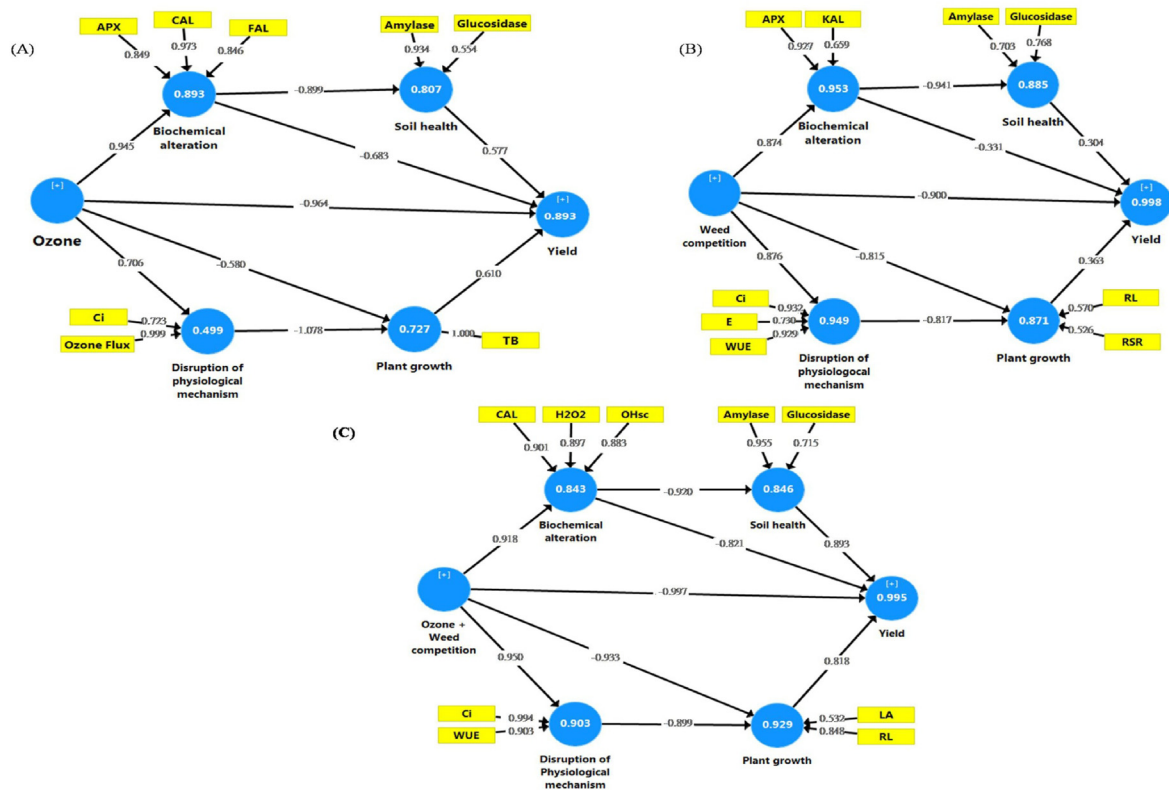 (A)
APX
CAL
FAL
Amylase
Glucosidase
0.849
0.973
0.846
0.934
0.554
0.893
-0.899
0.807
Biochemical
alteration
Soil health
0.945
-0.683
0.577
[+]
-0.964
[+]
0.893
Ozone
Yield
0.706
-0.580
0.610
Ci
0.773
Ozone Flux
0.999
0.499
-1.078
0.727
1.000
TB
Disruption of
physiological
mechanism
Plant growth
(B)
APX
KAL
Amylase
Glucosidase
0.927
0.659
0.703
0.768
0.953
-0.941
0.885
Biochemical
alteration
Soil health
0.874
-0.331
0.304
[+]
-0.900
[+]
0.998
Weed
competition
Yield
0.876
-0.815
0.363
Ci
0.932
E
0.730
WUE
0.929
0.949
-0.817
0.871
0.570
RL
0.526
RSR
Disruption of
physiologocal
mechanism
Plant growth
(C)
CAL
H2O2
OHsc
Amylase
Glucosidase
0.901
0.897
0.883
0.955
0.715
0.843
-0.920
0.846
Biochemical
alteration
Soil health
0.918
-0.821
0.893
[+]
-0.997
[+]
0.995
Ozone +
Weed
competition
Yield
0.950
-0.933
0.818
Ci
0.994
WUE
0.903
0.903
-0.899
0.929
0.532
LA
0.848
RL
Disruption of
Physiological
mechanism
Plant growth